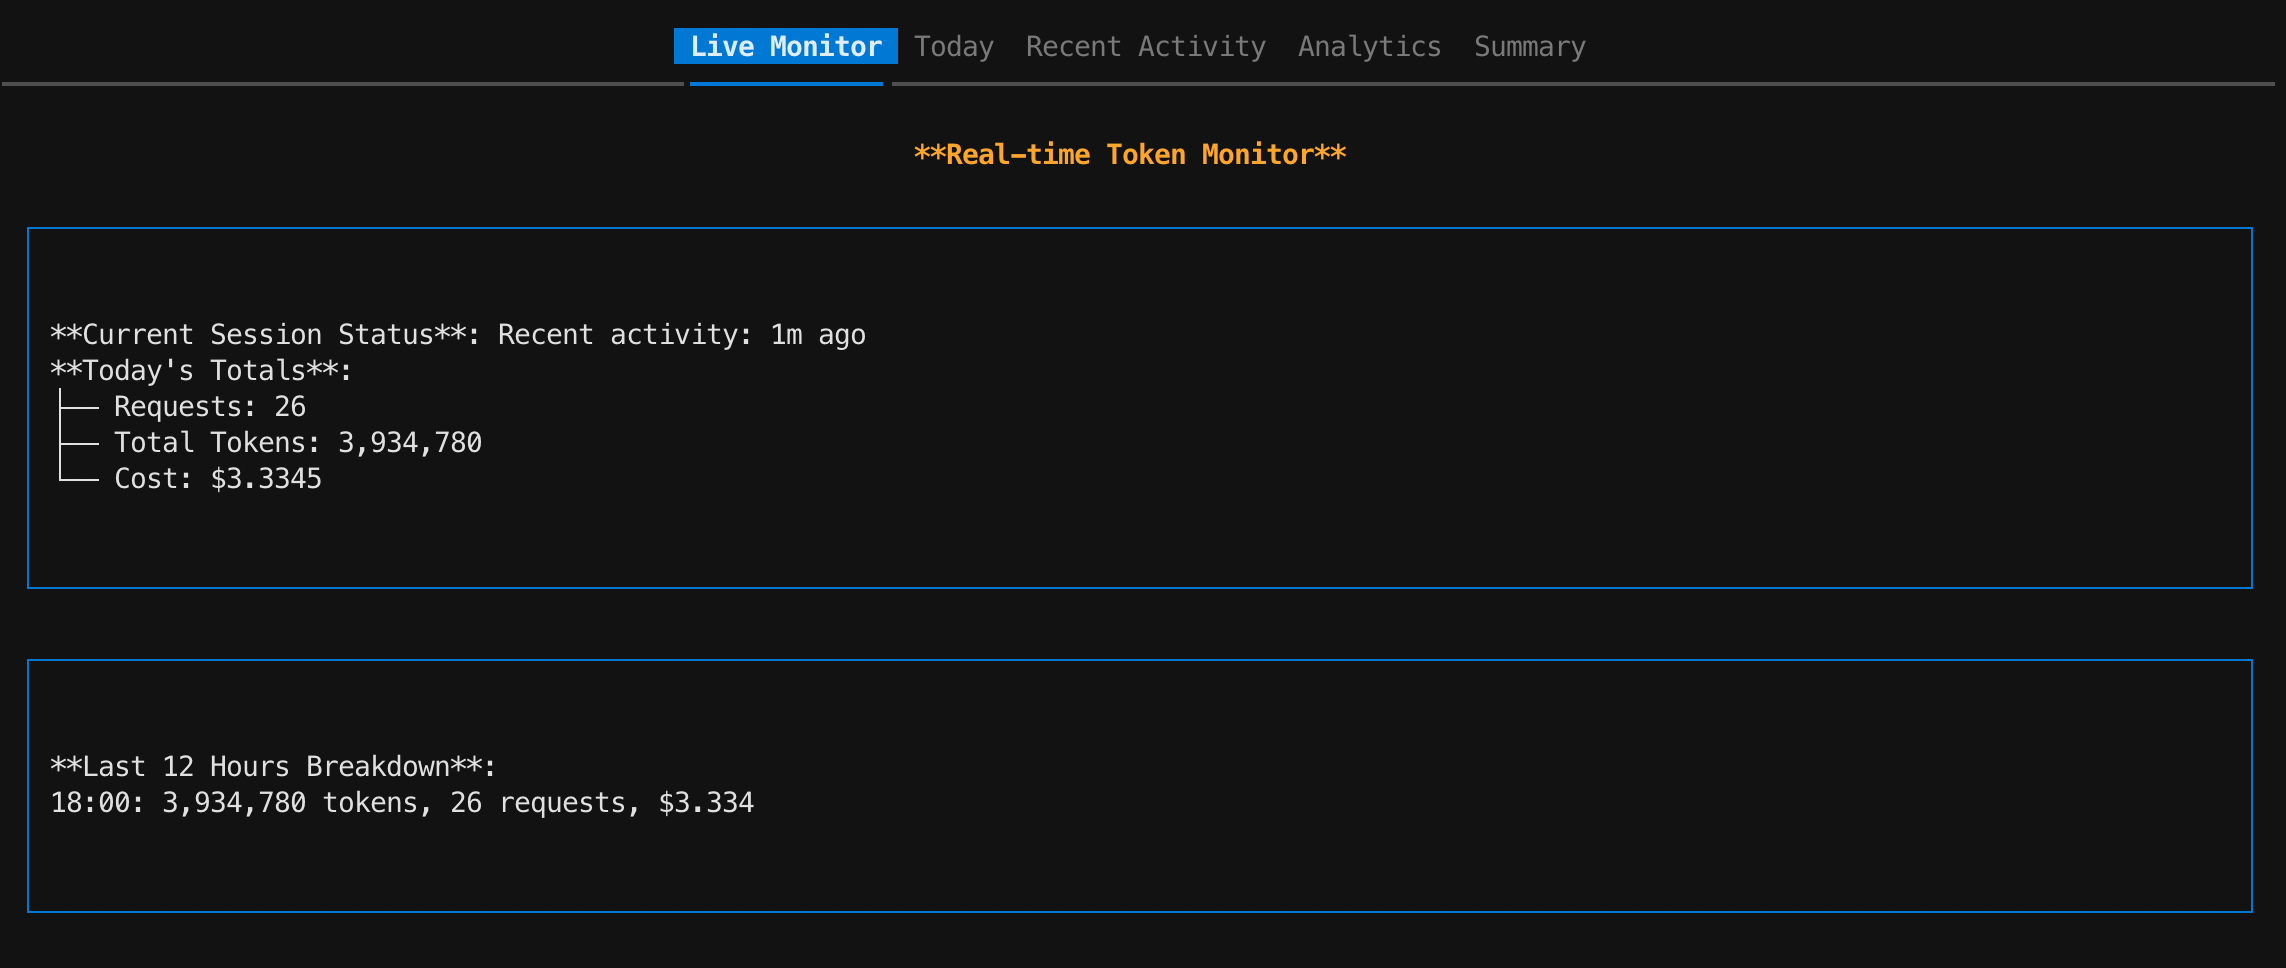 Live Monitor Today Recent Activity Analytics Summary
**Real-time Token Monitor**
**Current Session Status**: Recent activity: 1m ago
**Today's Totals**:
├── Requests: 26
├── Total Tokens: 3,934,780
└── Cost: $3.3345
**Last 12 Hours Breakdown**:
18:00: 3,934,780 tokens, 26 requests, $3.334